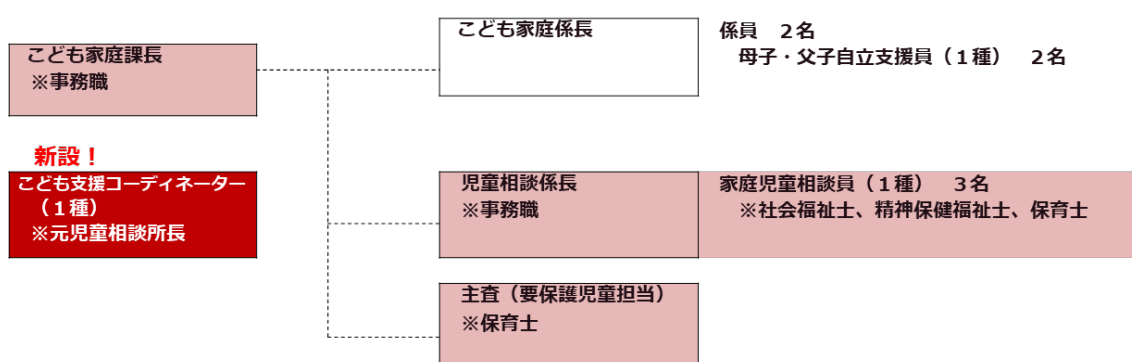 こども家庭課長
※事務職
新設！
こども支援コーディネーター
（１種）
※元児童相談所長
こども家庭係長
係員　２名
母子・父子自立支援員（１種）　２名
児童相談係長
※事務職
家庭児童相談員（１種）　３名
※社会福祉士、精神保健福祉士、保育士
主査（要保護児童担当）
※保育士